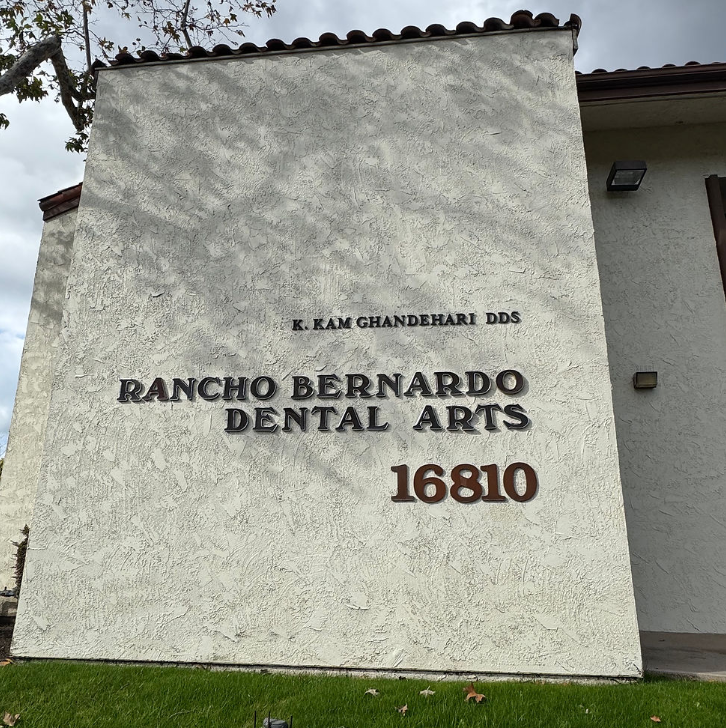 K. KAM GHANDEHARI DDS
RANCHO BERNARDO
DENTAL ARTS
16810